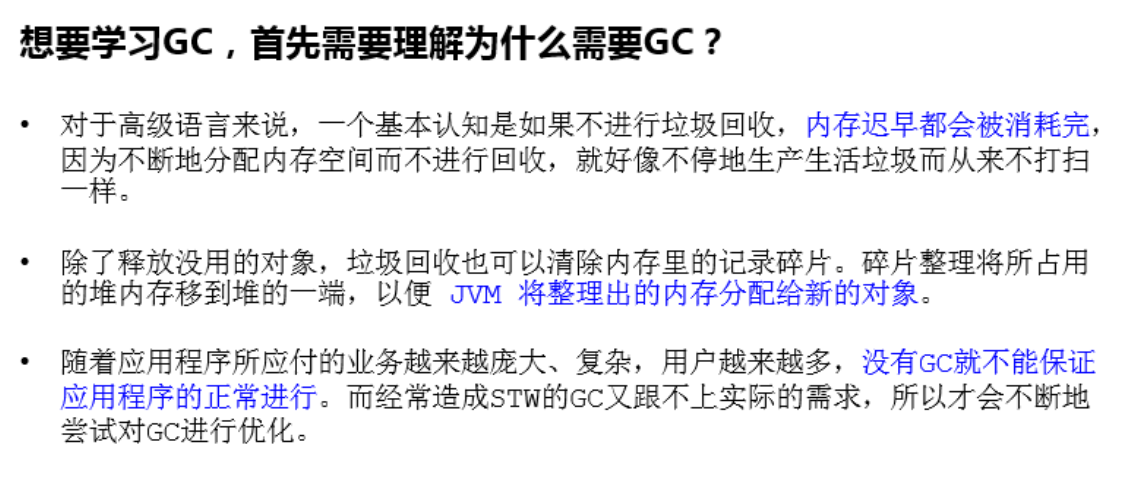 想要学习GC，首先需要理解为什么需要GC？
• 对于高级语言来说，一个基本认知是如果不进行垃圾回收，内存迟早都会被消耗完，
因为不断地分配内存空间而不进行回收，就好像不停地生产生活垃圾而从来不打扫
一样。
• 除了释放没用的对象，垃圾回收也可以清除内存里的记录碎片。碎片整理将所占用
的堆内存移到堆的一端，以便 JVM 将整理出的内存分配给新的对象。
• 随着应用程序所应付的业务越来越庞大、复杂，用户越来越多，没有GC就不能保证
应用程序的正常进行。而经常造成STW的GC又跟不上实际的需求，所以才会不断地
尝试对GC进行优化。